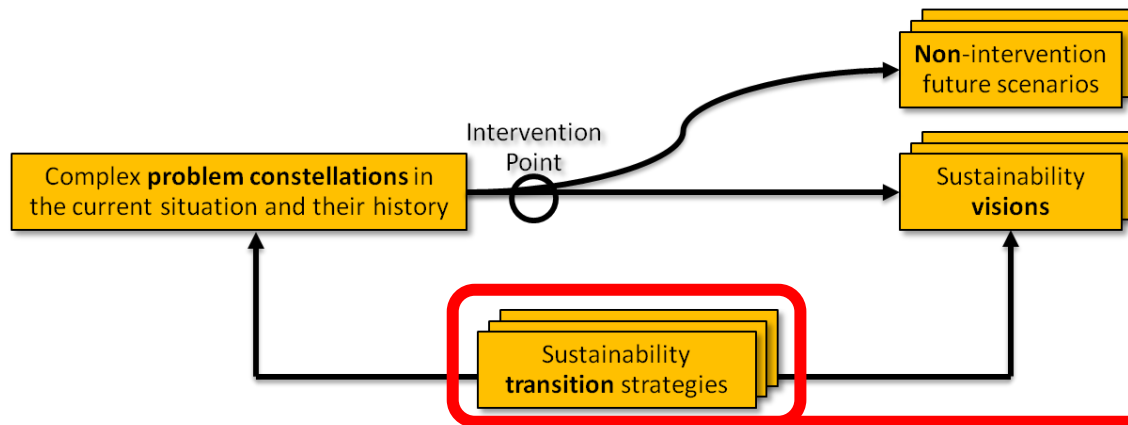 Non-intervention
future scenarios
Intervention
Point
Complex problem constellations in
the current situation and their history
Sustainability
visions
Sustainability
transition strategies